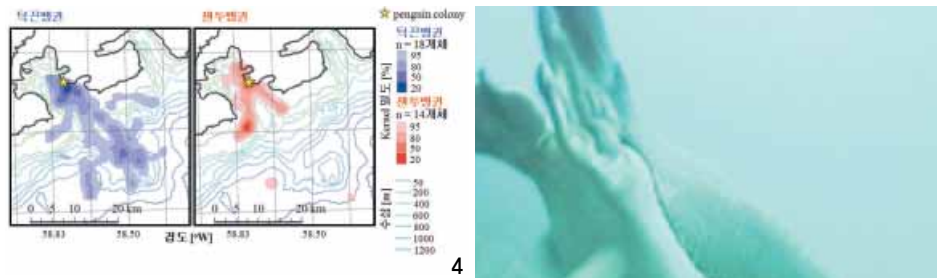 턱끈펭귄
젠투펭귄
penguin colony
턱끈펭귄
n = 18개체
95
80
50
20
Kernel 밀도 [%]
젠투펭귄
n = 14개체
95
80
50
20
수심 [m]
50
200
400
600
800
1000
1200
0 5 10 20 km
0 5 10 20 km
58.83 58.50
58.83 58.50
경도 [°W]
4